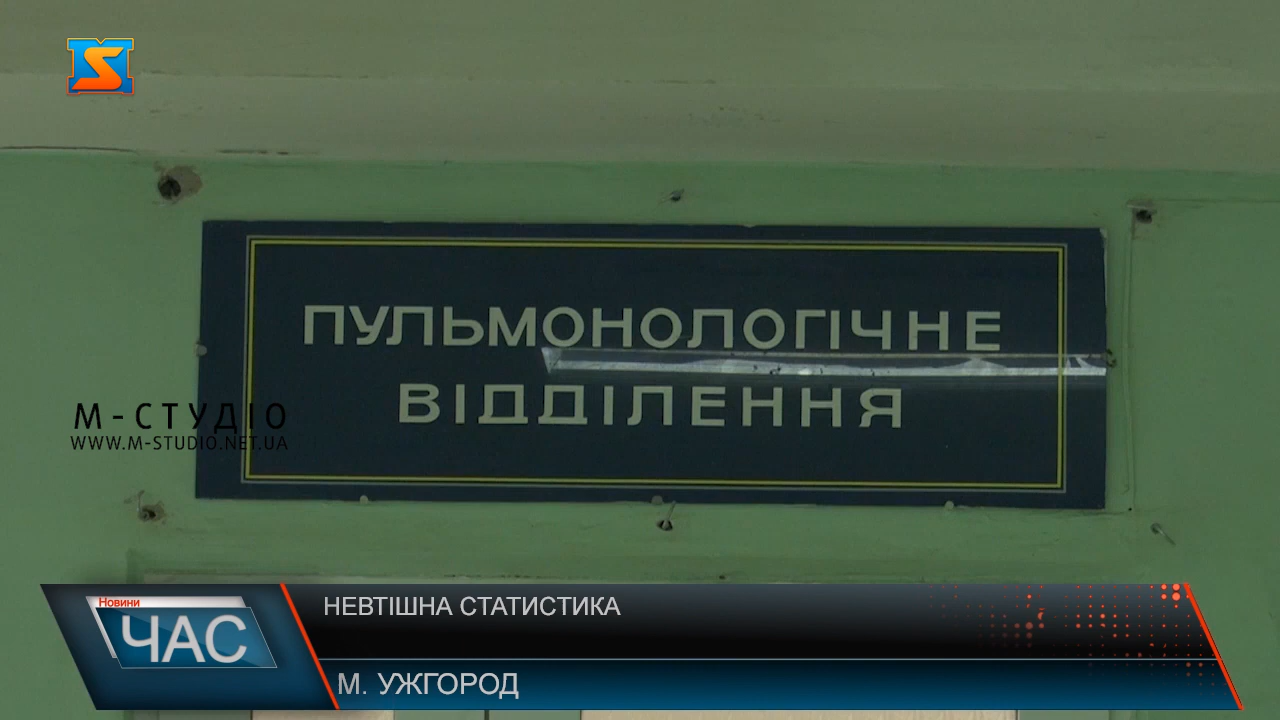 ПУЛЬМОНОЛОГІЧНЕ
ВІДДІЛЕННЯ
М-СТУДІО
WWW.M-STUDIO.NET.UA
Новини
ЧАС
НЕВТІШНА СТАТИСТИКА
М. УЖГОРОД